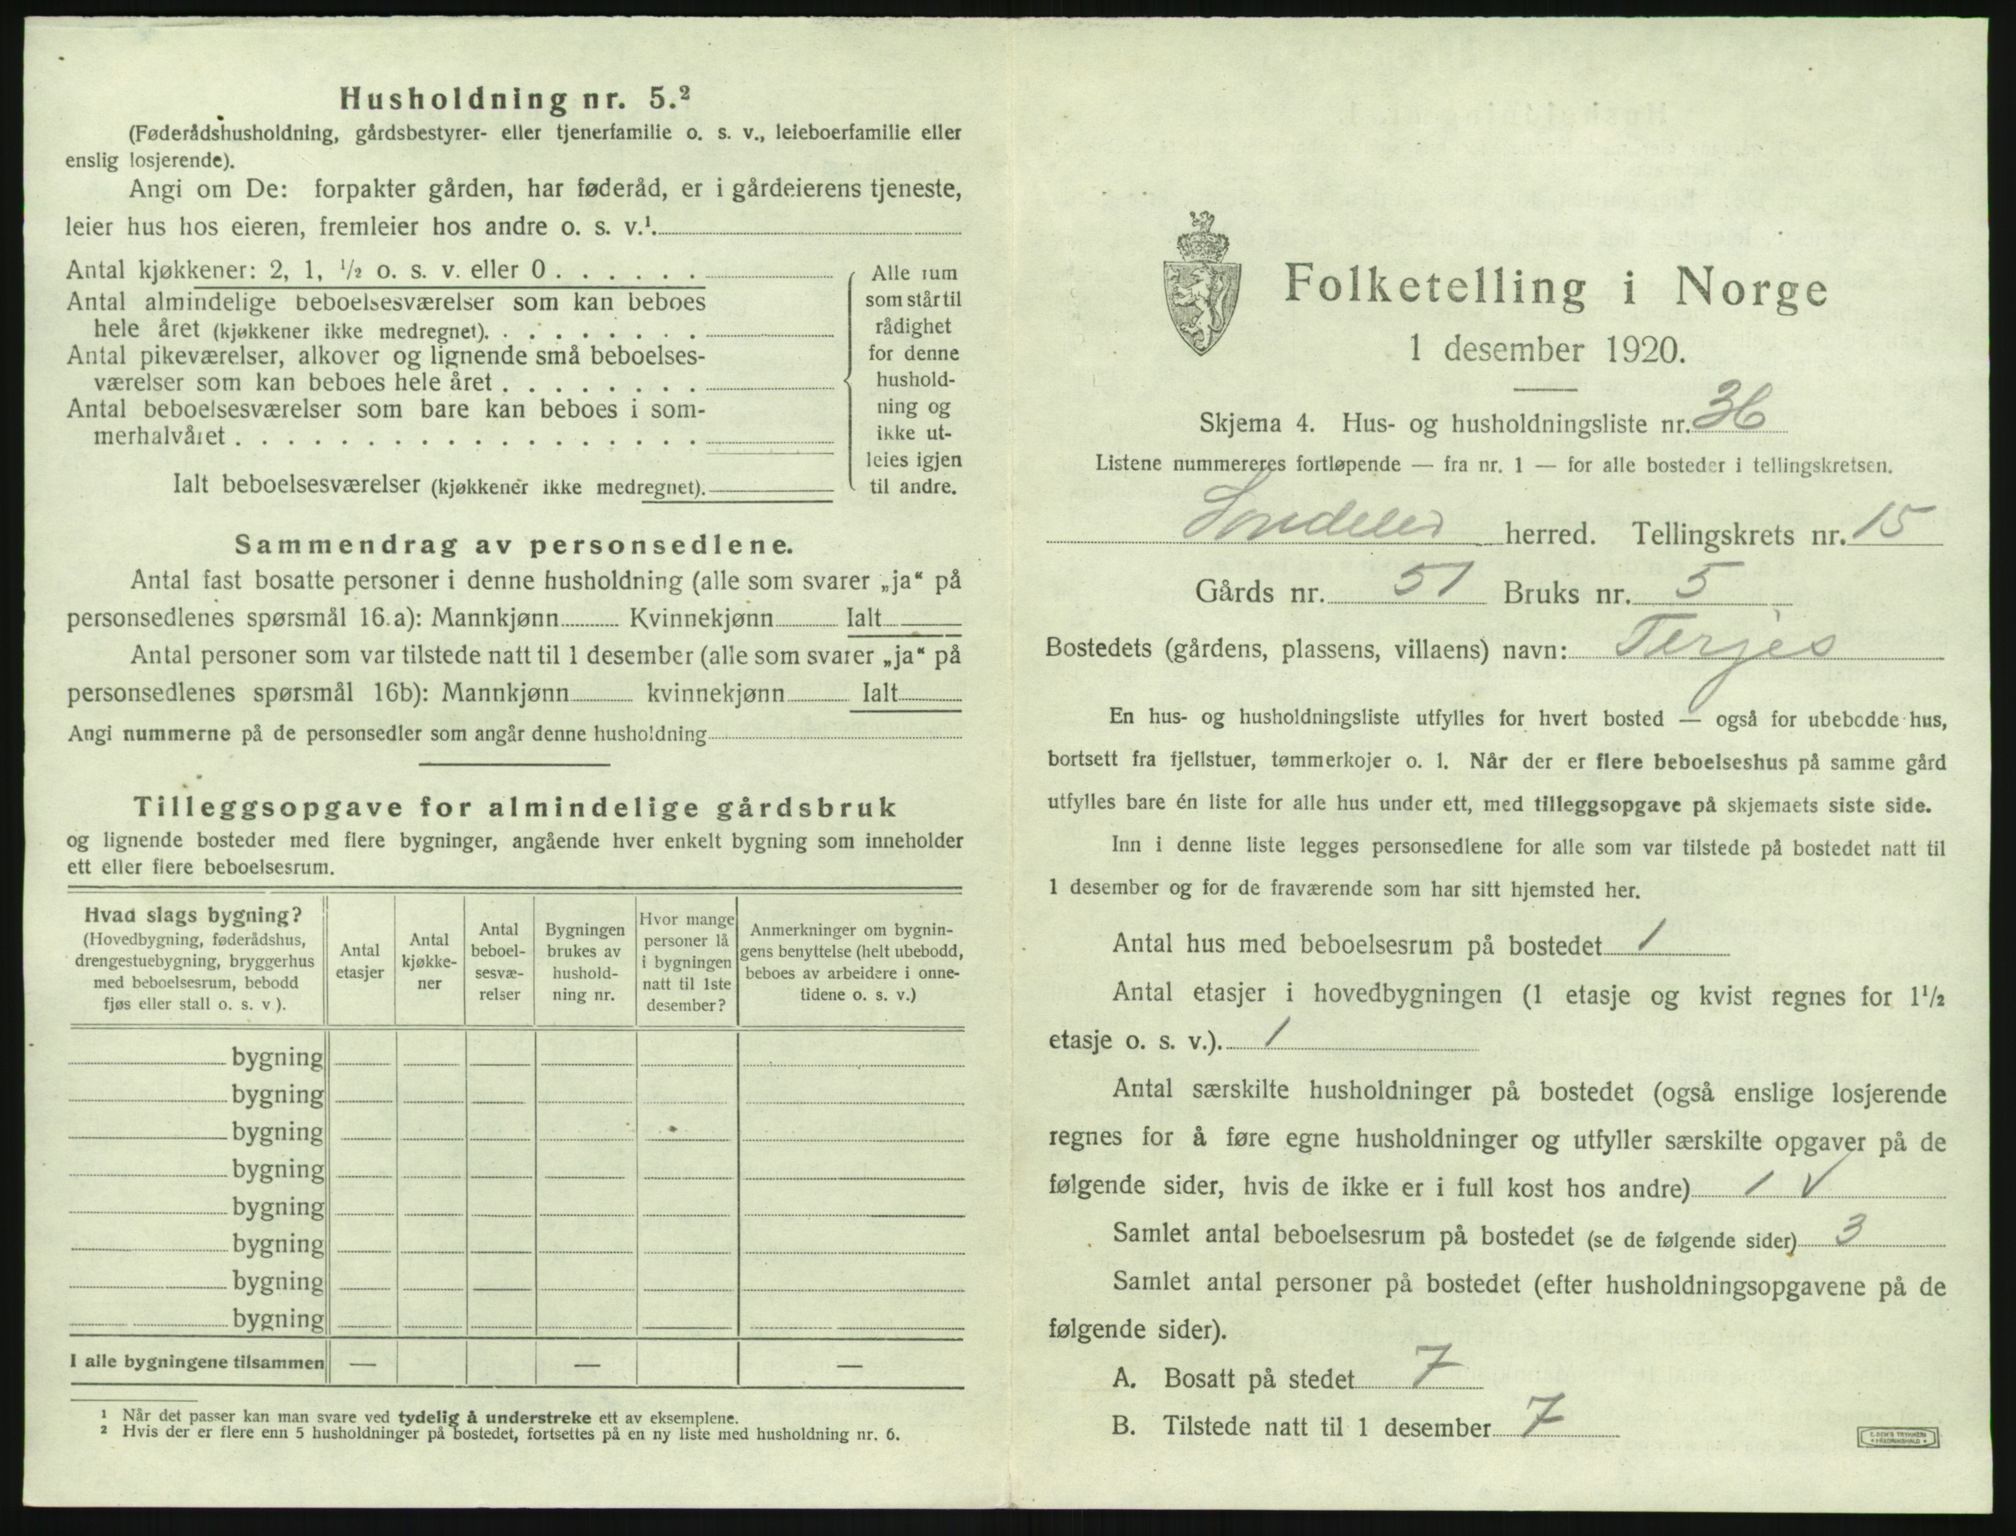 Husholdning nr. 5.²
(Føderådshusholdning, gårdsbestyrer- eller tjenerfamilie o. s. v., leieboerfamilie eller
enslig losjerende).
Angi om De: forpakter gården, har føderåd, er i gårdeierens tjeneste,
leier hus hos eieren, fremleier hos andre o. s. v.¹
Antal kjøkkener: 2, 1, ½ o. s. v. eller 0 . . . . . .
Antal almindelige beboelsesværelser som kan beboes
hele året (kjøkkener ikke medregnet). . . . . . . . .
Antal pikeværelser, alkover og lignende små beboelses-
værelser som kan beboes hele året . . . . . . . .
Antal beboelsesværelser som bare kan beboes i som-
merhalvåret . . . . . . . . . . . . . . . . . .
Ialt beboelsesværelser (kjøkkener ikke medregnet).
Alle rum
som står til
rådighet
for denne
hushold-
ning og
ikke ut-
leies igjen
til andre.
Sammendrag av personsedlene.
Antal fast bosatte personer i denne husholdning (alle som svarer „ja“ på
personsedlenes spørsmål 16.a): Mannkjønn Kvinnekjønn Ialt
Antal personer som var tilstede natt til 1 desember (alle som svarer „ja“ på
personsedlenes spørsmål 16b): Mannkjønn kvinnekjønn Ialt
Angi nummerne på de personsedler som angår denne husholdning
Tilleggsopgave for almindelige gårdsbruk
og lignende bosteder med flere bygninger, angående hver enkelt bygning som inneholder
ett eller flere beboelsesrum.
Hvad slags bygning?
(Hovedbygning, føderådshus,
drengestuebygning, bryggerhus
med beboelsesrum, bebodd
fjøs eller stall o. s. v ).
Antal
etasjer
Antal
kjøkke-
ner
Antal
beboel-
sesvæ-
relser
Bygningen
brukes av
hushold-
ning nr.
Hvor mange
personer lå
i bygningen
natt til 1ste
desember?
Anmerkninger om bygnin-
gens benyttelse (helt ubebodd,
beboes av arbeidere i onne-
tidene o. s. v.)
bygning
bygning
bygning
bygning
bygning
bygning
bygning
bygning
I alle bygningene tilsammen — — —
¹ Når det passer kan man svare ved tydelig å understreke ett av eksemplene.
² Hvis der er flere enn 5 husholdninger på bostedet, fortsettes på en ny liste med husholdning nr. 6.
Folketelling i Norge
1 desember 1920.
Skjema 4. Hus- og husholdningsliste nr. 36
Listene nummereres fortløpende — fra nr. 1 — for alle bosteder i tellingskretsen.
Søndeled herred. Tellingskrets nr. 15
Gårds nr. 51 Bruks nr. 5
Bostedets (gårdens, plassens, villaens) navn: Terjes
En hus- og husholdningsliste utfylles for hvert bosted — også for ubebodde hus,
bortsett fra fjellstuer, tømmerkojer o. l. Når der er flere beboelseshus på samme gård
utfylles bare én liste for alle hus under ett, med tilleggsopgave på skjemaets siste side.
Inn i denne liste legges personsedlene for alle som var tilstede på bostedet natt til
1 desember og for de fraværende som har sitt hjemsted her.
Antal hus med beboelsesrum på bostedet 1
Antal etasjer i hovedbygningen (1 etasje og kvist regnes for 1½
etasje o. s. v.). 1
Antal særskilte husholdninger på bostedet (også enslige losjerende
regnes for å føre egne husholdninger og utfyller særskilte opgaver på de
følgende sider, hvis de ikke er i full kost hos andre) 1 √
Samlet antal beboelsesrum på bostedet (se de følgende sider) 3
Samlet antal personer på bostedet (efter husholdningsopgavene på de
følgende sider).
A. Bosatt på stedet 7
B. Tilstede natt til 1 desember 7